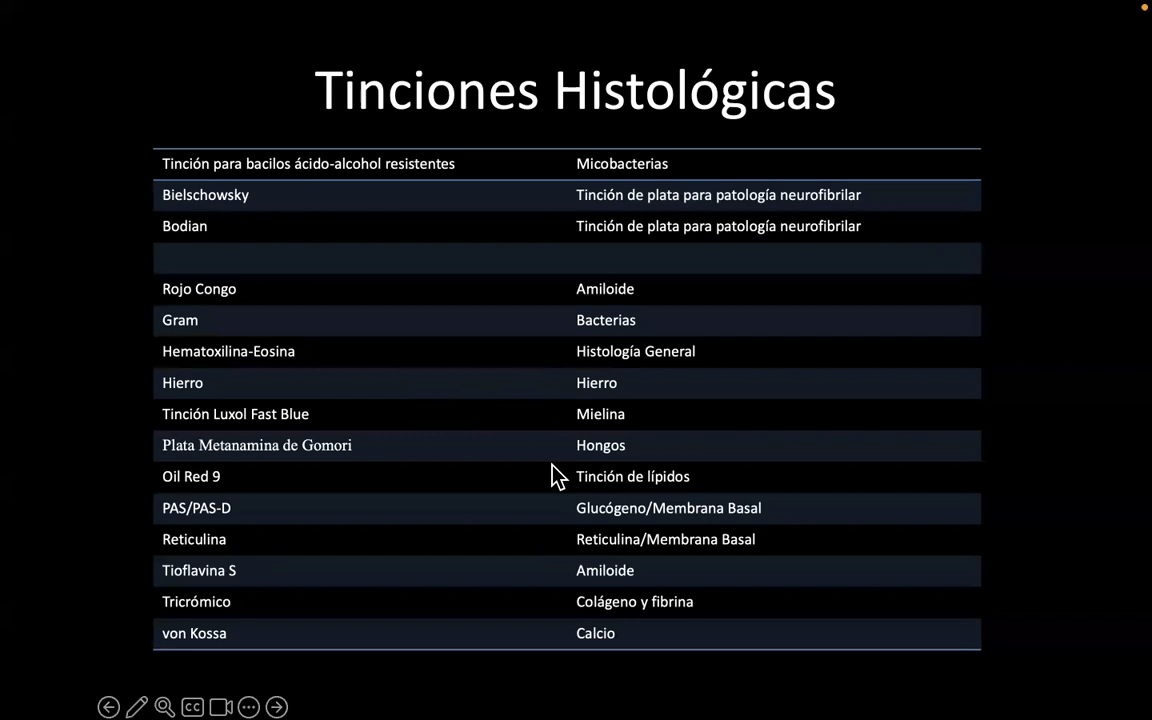 Tinciones Histológicas
Tinción para bacilos ácido-alcohol resistentes Micobacterias
Bielschowsky Tinción de plata para patología neurofibrilar
Bodian Tinción de plata para patología neurofibrilar
Rojo Congo Amiloide
Gram Bacterias
Hematoxilina-Eosina Histología General
Hierro Hierro
Tinción Luxol Fast Blue Mielina
Plata Metanamina de Gomori Hongos
Oil Red 9 Tinción de lípidos
PAS/PAS-D Glucógeno/Membrana Basal
Reticulina Reticulina/Membrana Basal
Tioflavina S Amiloide
Tricrómico Colágeno y fibrina
von Kossa Calcio
CC